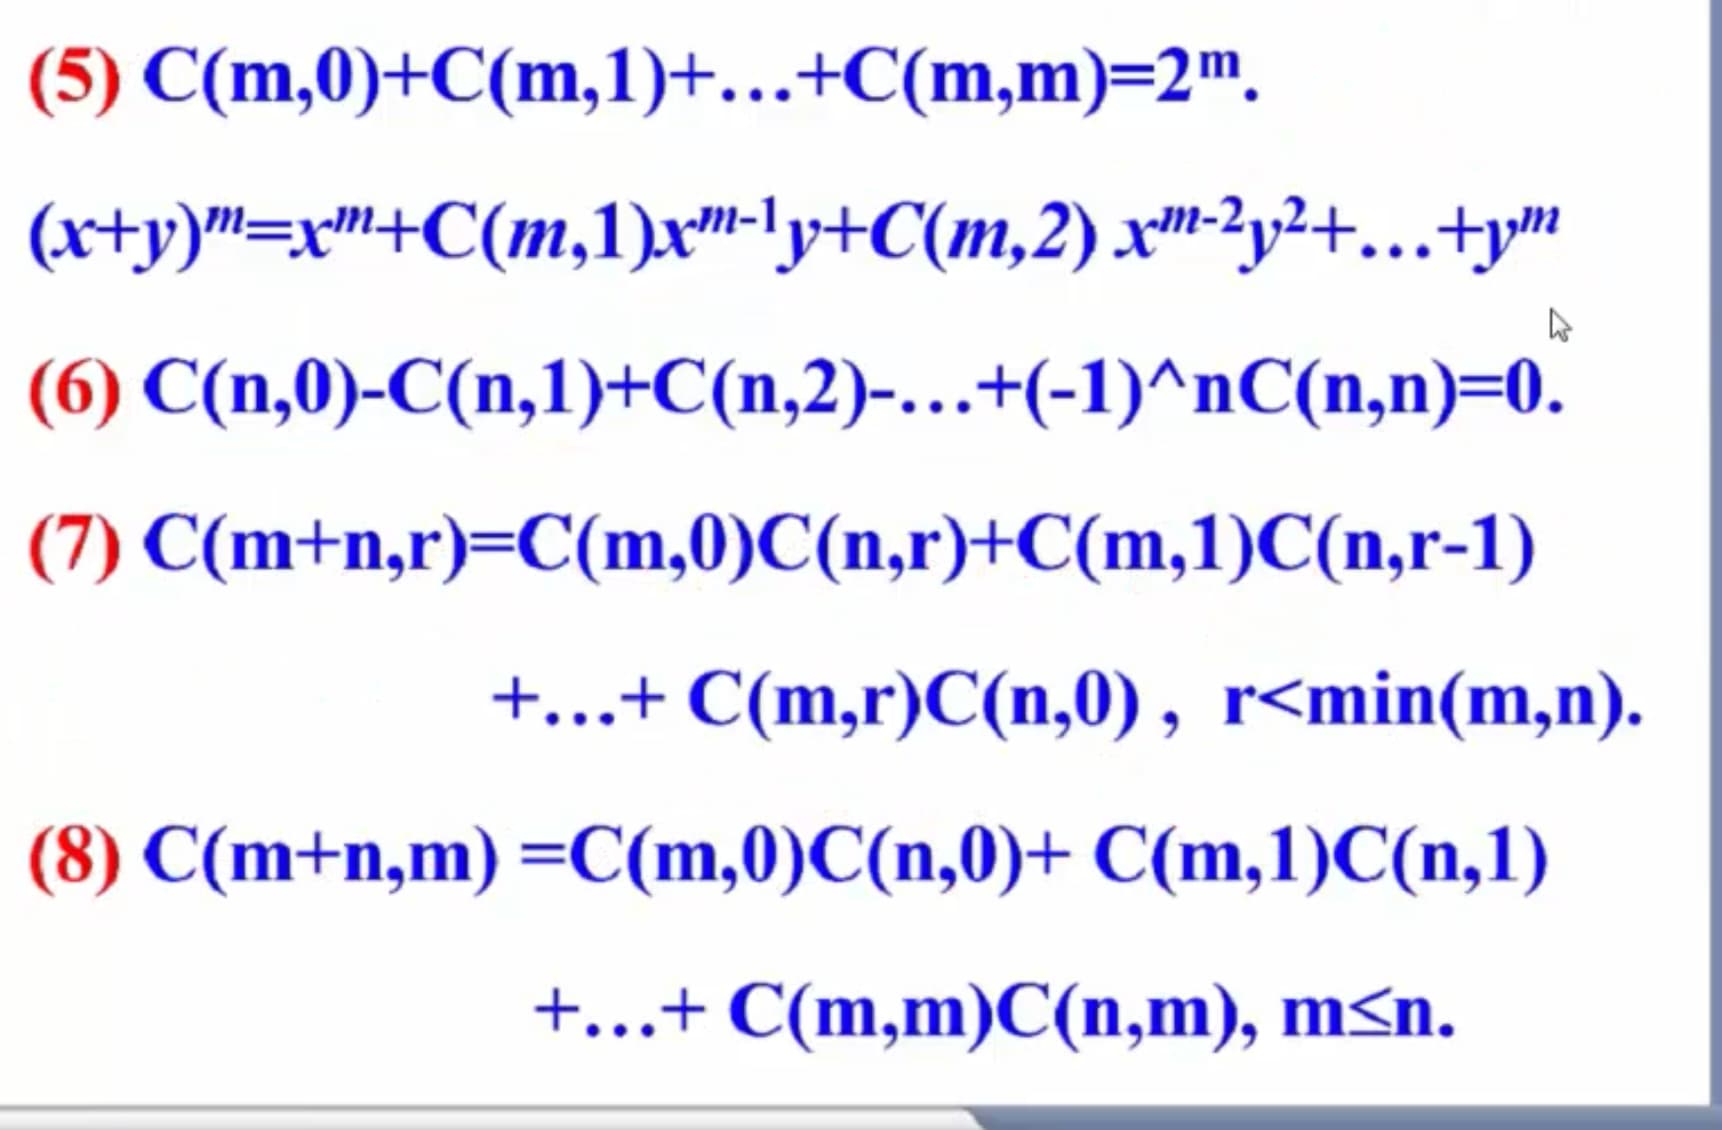 (5) C(m,0)+C(m,1)+…+C(m,m)=2ᵐ.
(x+y)ᵐ=xᵐ+C(m,1)xᵐ⁻¹y+C(m,2) xᵐ⁻²y²+…+yᵐ
(6) C(n,0)-C(n,1)+C(n,2)-…+(-1)^nC(n,n)=0.
(7) C(m+n,r)=C(m,0)C(n,r)+C(m,1)C(n,r-1)
+…+ C(m,r)C(n,0) , r<min(m,n).
(8) C(m+n,m) =C(m,0)C(n,0)+ C(m,1)C(n,1)
+…+ C(m,m)C(n,m), m≤n.